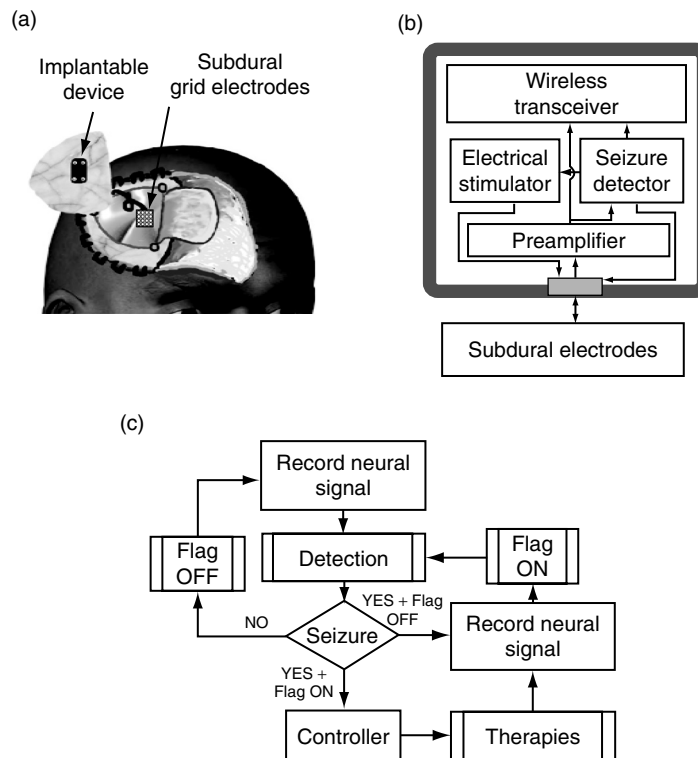 (a)
Implantable
device
Subdural
grid electrodes
(b)
Wireless
transceiver
Electrical
stimulator
Seizure
detector
Preamplifier
Subdural electrodes
(c)
Record neural
signal
Flag
OFF
Detection
Flag
ON
NO
Seizure
YES + Flag
OFF
Record neural
signal
YES +
Flag ON
Controller
Therapies